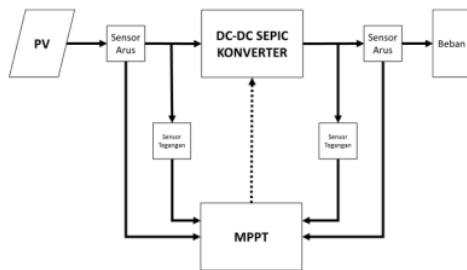 PV
Sensor
Arus
DC-DC SEPIC
KONVERTER
Sensor
Arus
Beban
Sensor
Tegangan
Sensor
Tegangan
MPPT